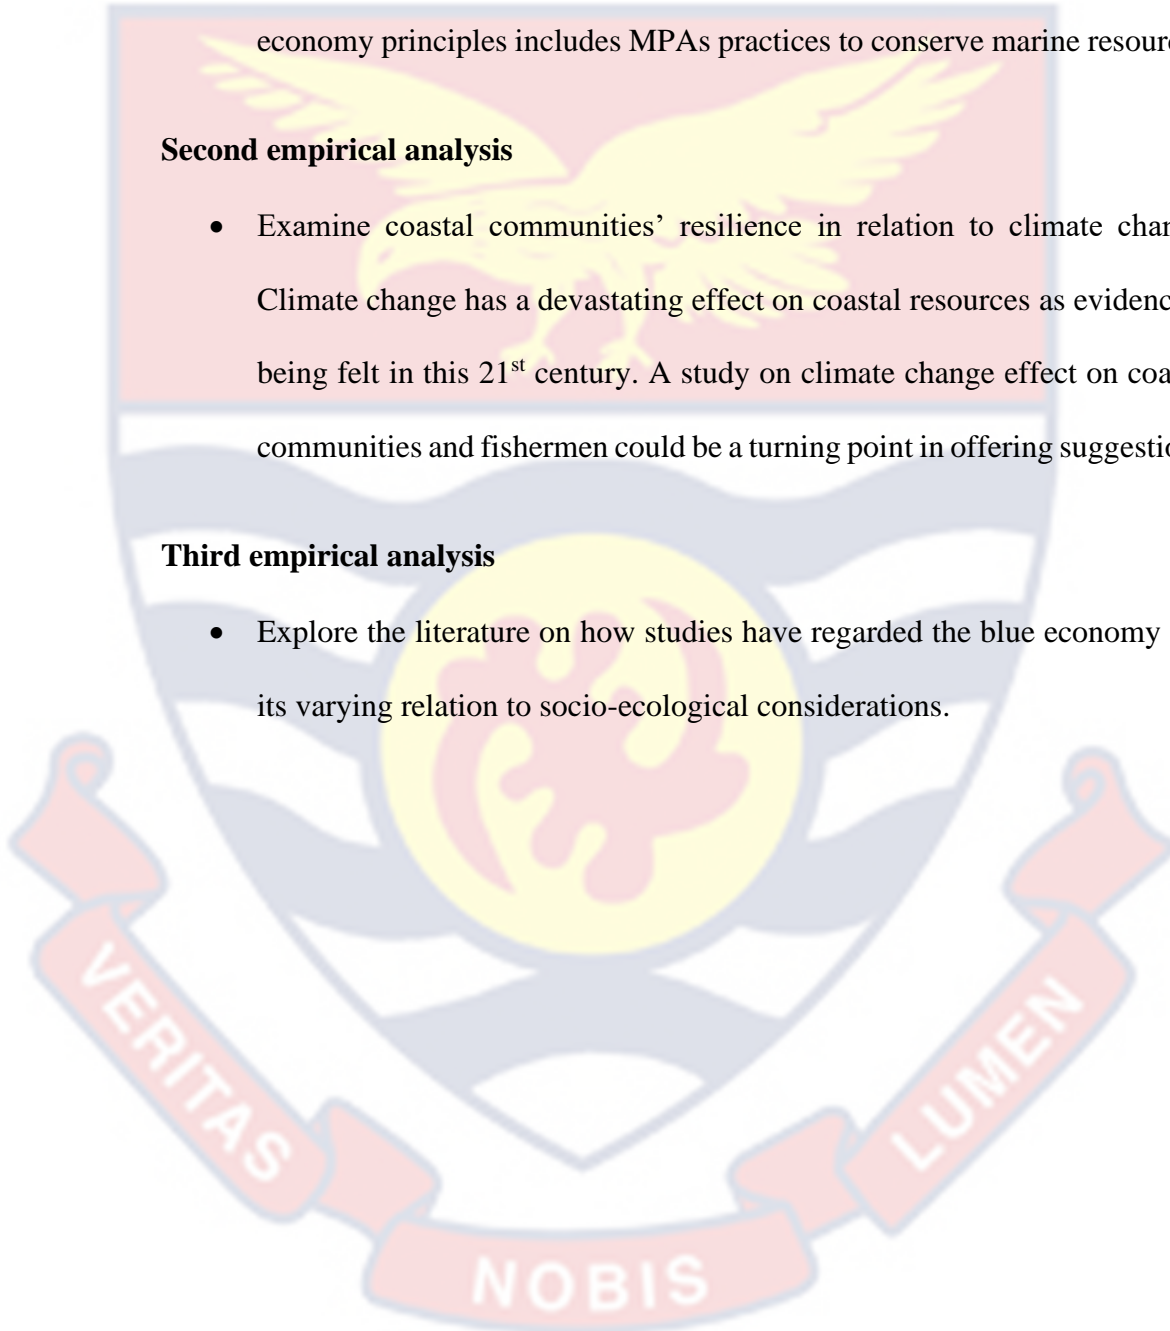 economy principles includes MPAs practices to conserve marine resour
Second empirical analysis
• Examine coastal communities’ resilience in relation to climate chan
Climate change has a devastating effect on coastal resources as evidenc
being felt in this 21st century. A study on climate change effect on coa
communities and fishermen could be a turning point in offering suggestio
Third empirical analysis
• Explore the literature on how studies have regarded the blue economy
its varying relation to socio-ecological considerations.
VERITAS
NOBIS
LUMEN